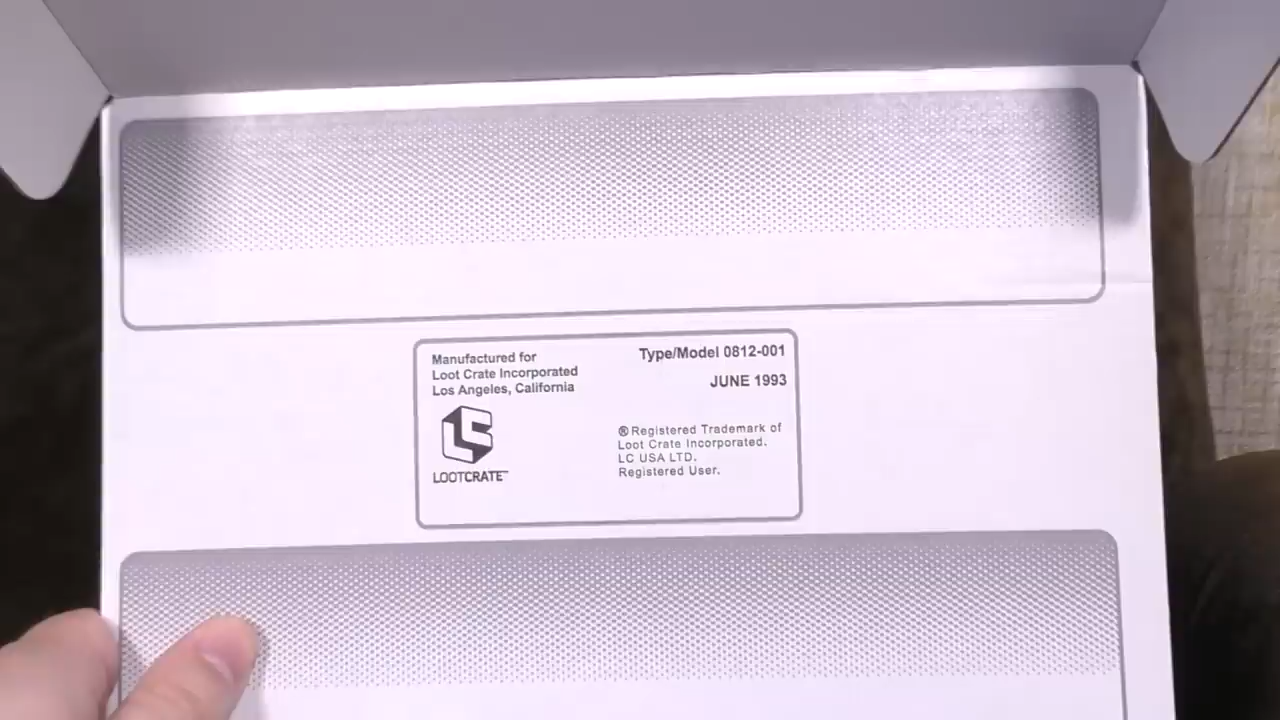 Manufactured for
Loot Crate Incorporated
Los Angeles, California
LOOTCRATE™
Type/Model 0812-001
JUNE 1993
® Registered Trademark of
Loot Crate Incorporated.
LC USA LTD.
Registered User.